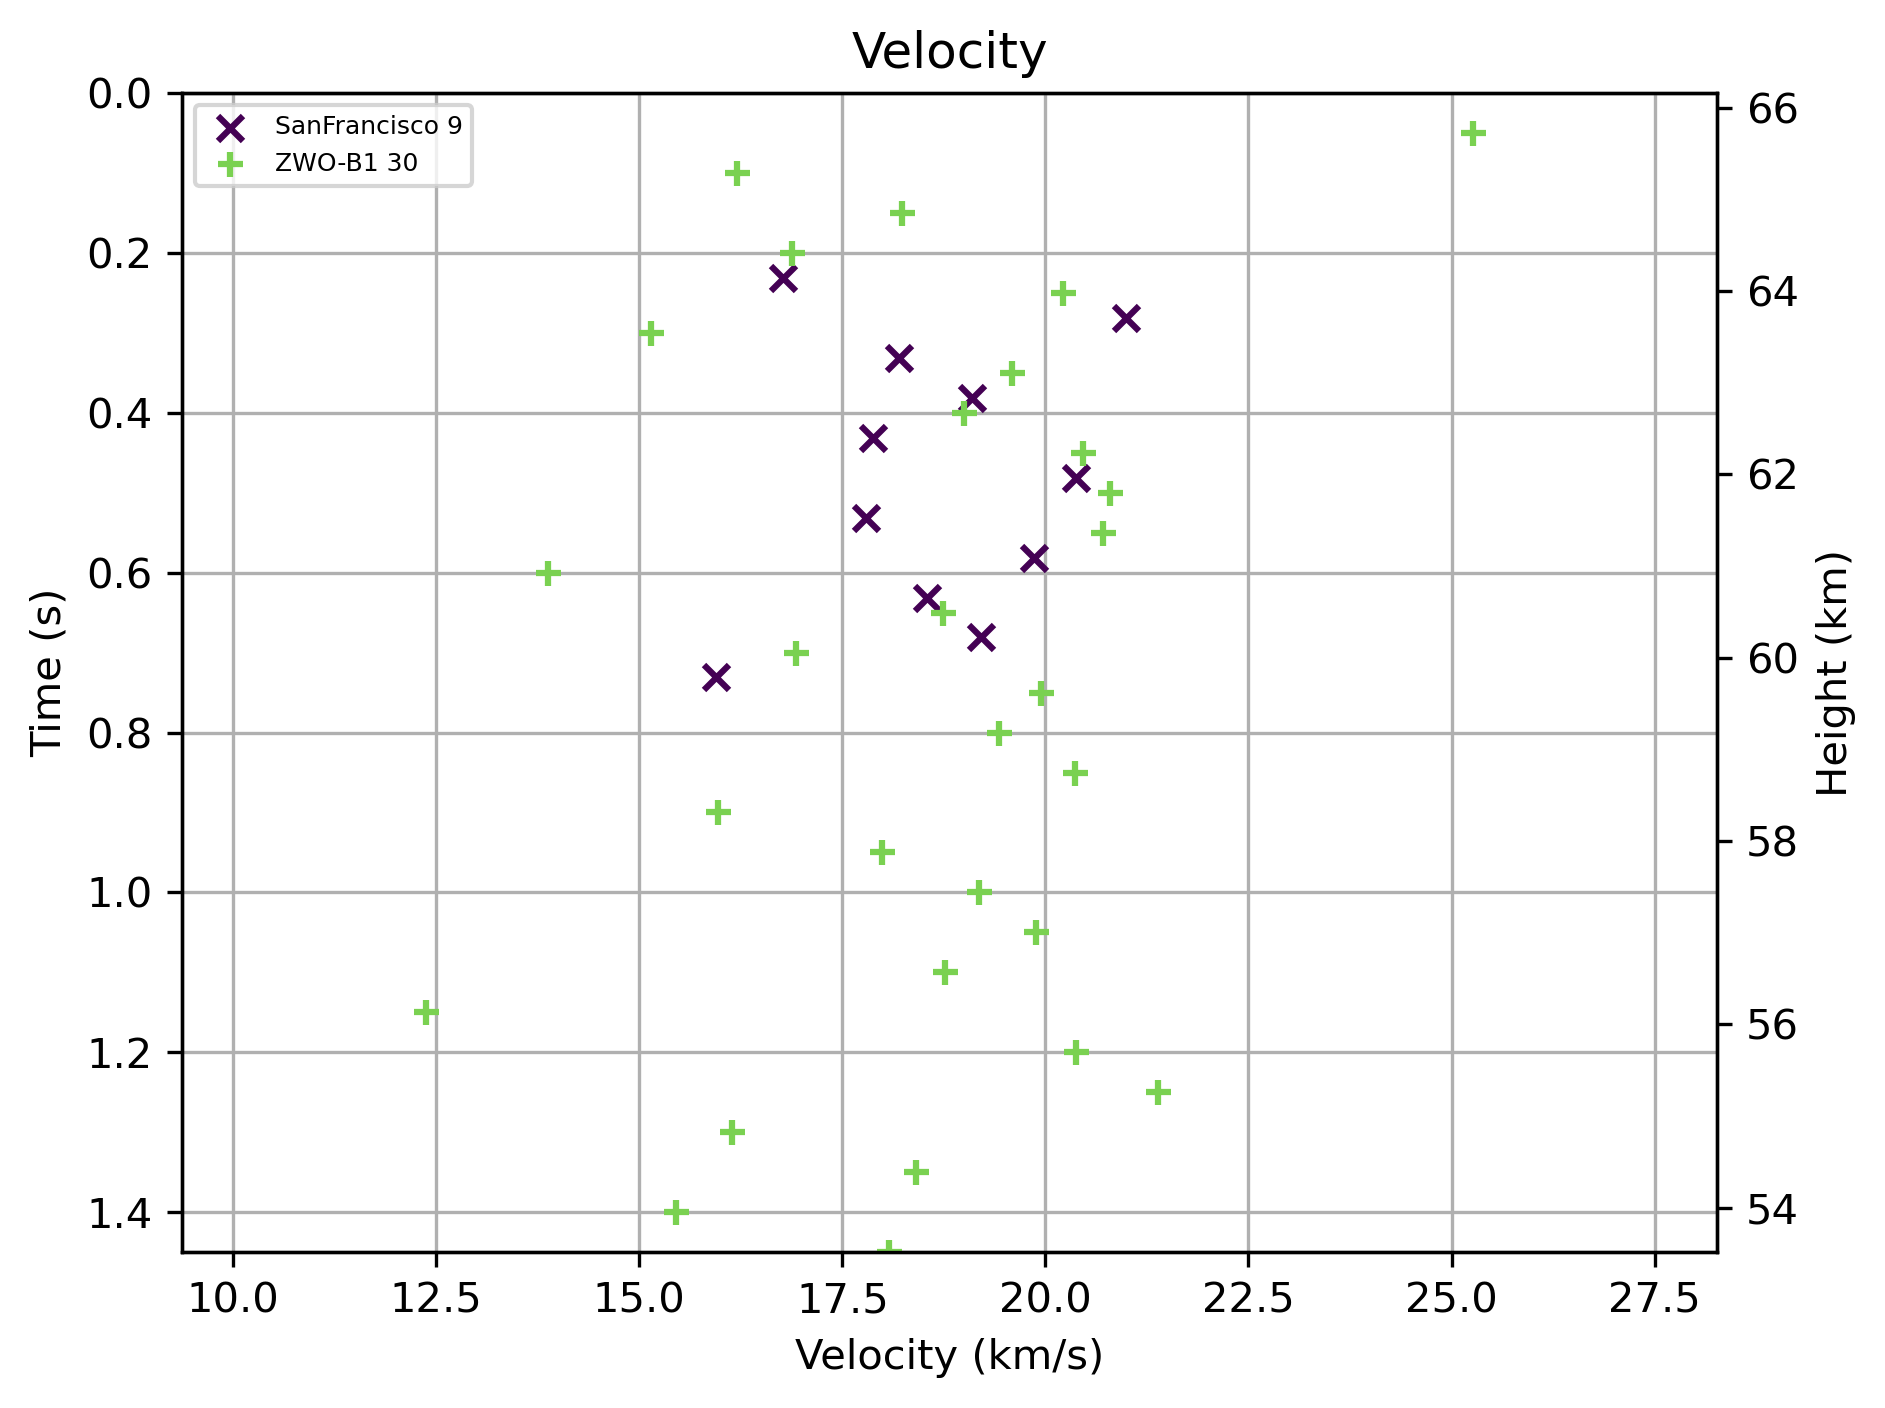 Velocity
SanFrancisco 9
ZWO-B1 30
0.0
0.2
0.4
0.6
0.8
1.0
1.2
1.4
Time (s)
66
64
62
60
58
56
54
Height (km)
10.0 12.5 15.0 17.5 20.0 22.5 25.0 27.5
Velocity (km/s)